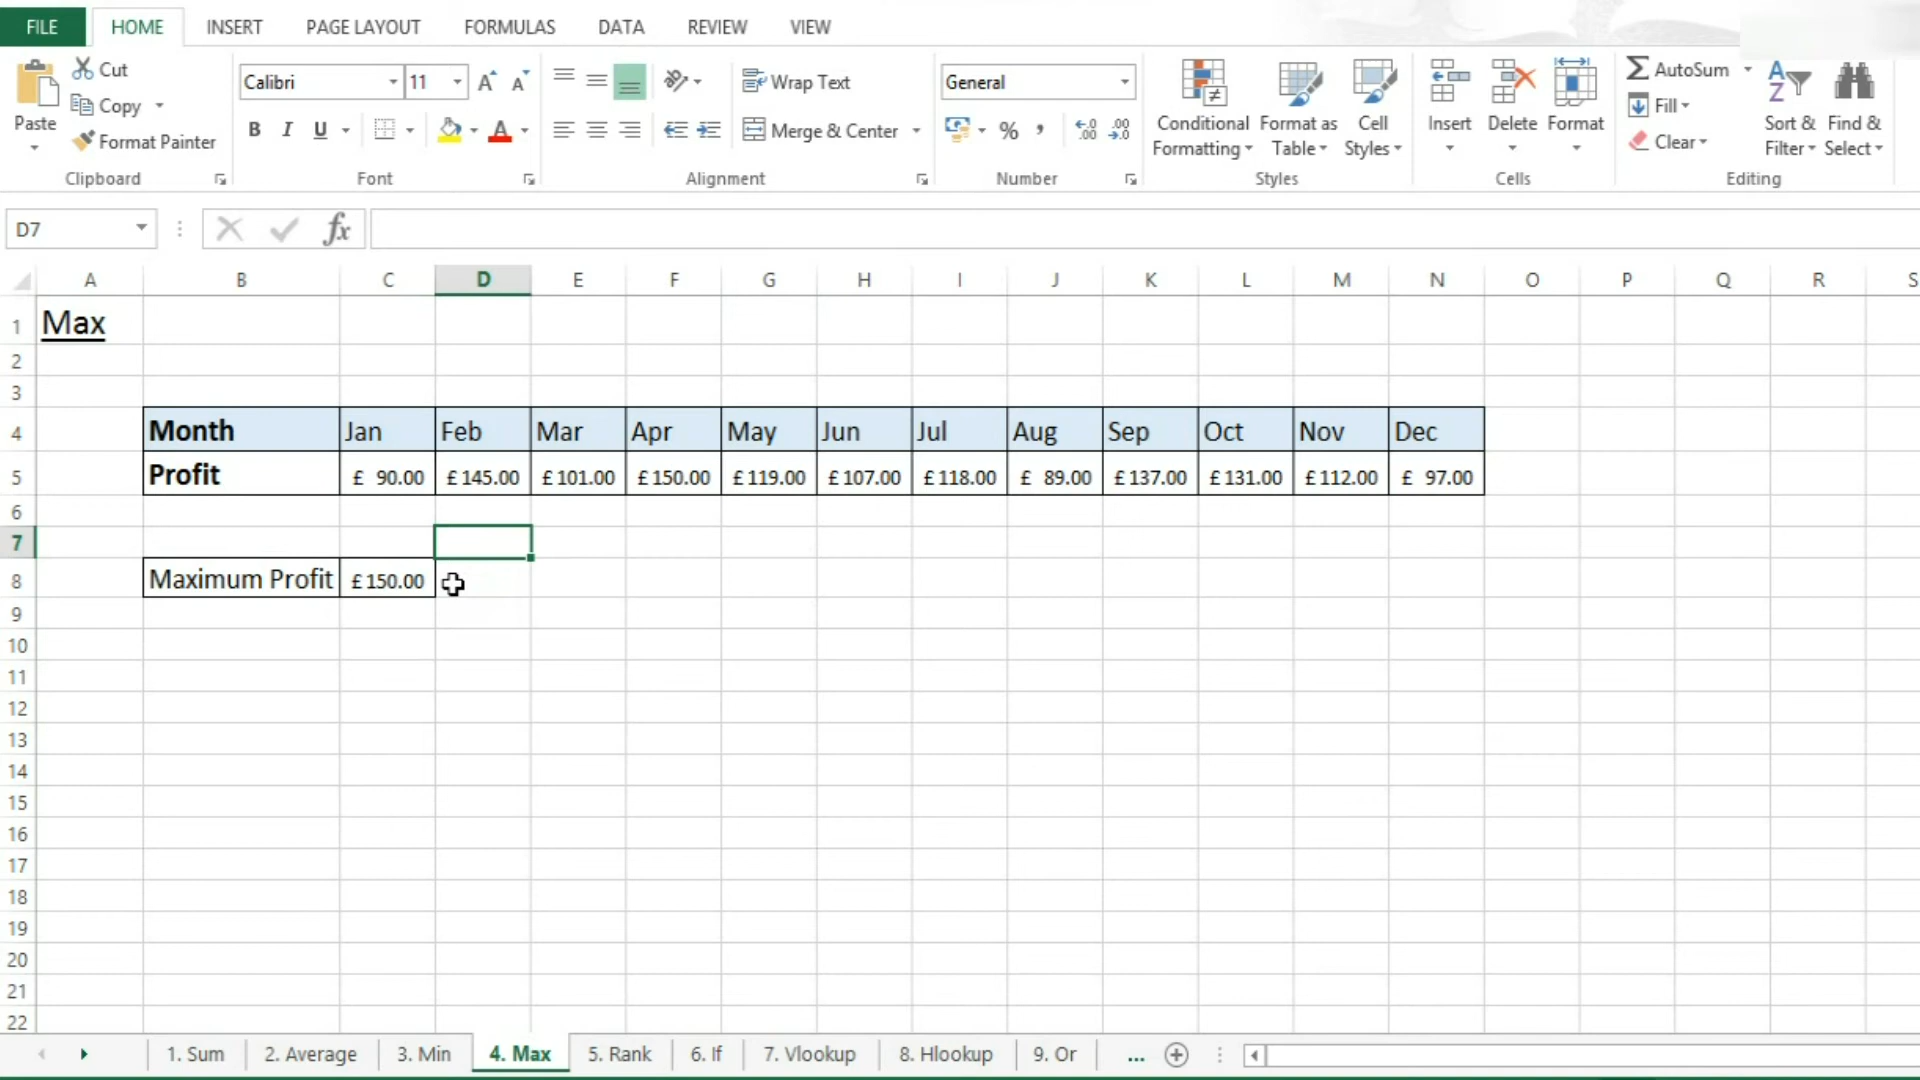 FILE HOME INSERT PAGE LAYOUT FORMULAS DATA REVIEW VIEW
Paste
Cut
Copy
Format Painter
Clipboard
Calibri 11
B I U
Font
Wrap Text
Merge & Center
Alignment
General
%
Number
Conditional Formatting
Format as Table
Cell Styles
Styles
Insert Delete Format
Cells
AutoSum
Fill
Clear
Sort & Filter
Find & Select
Editing
D7 fx
A B C D E F G H I J K L M N O P Q R S
1 Max
2
3
4 Month Jan Feb Mar Apr May Jun Jul Aug Sep Oct Nov Dec
5 Profit £ 90.00 £ 145.00 £ 101.00 £ 150.00 £ 119.00 £ 107.00 £ 118.00 £ 89.00 £ 137.00 £ 131.00 £ 112.00 £ 97.00
6
7
8 Maximum Profit £ 150.00
9
10
11
12
13
14
15
16
17
18
19
20
21
22
1. Sum 2. Average 3. Min 4. Max 5. Rank 6. If 7. Vlookup 8. Hlookup 9. Or ...